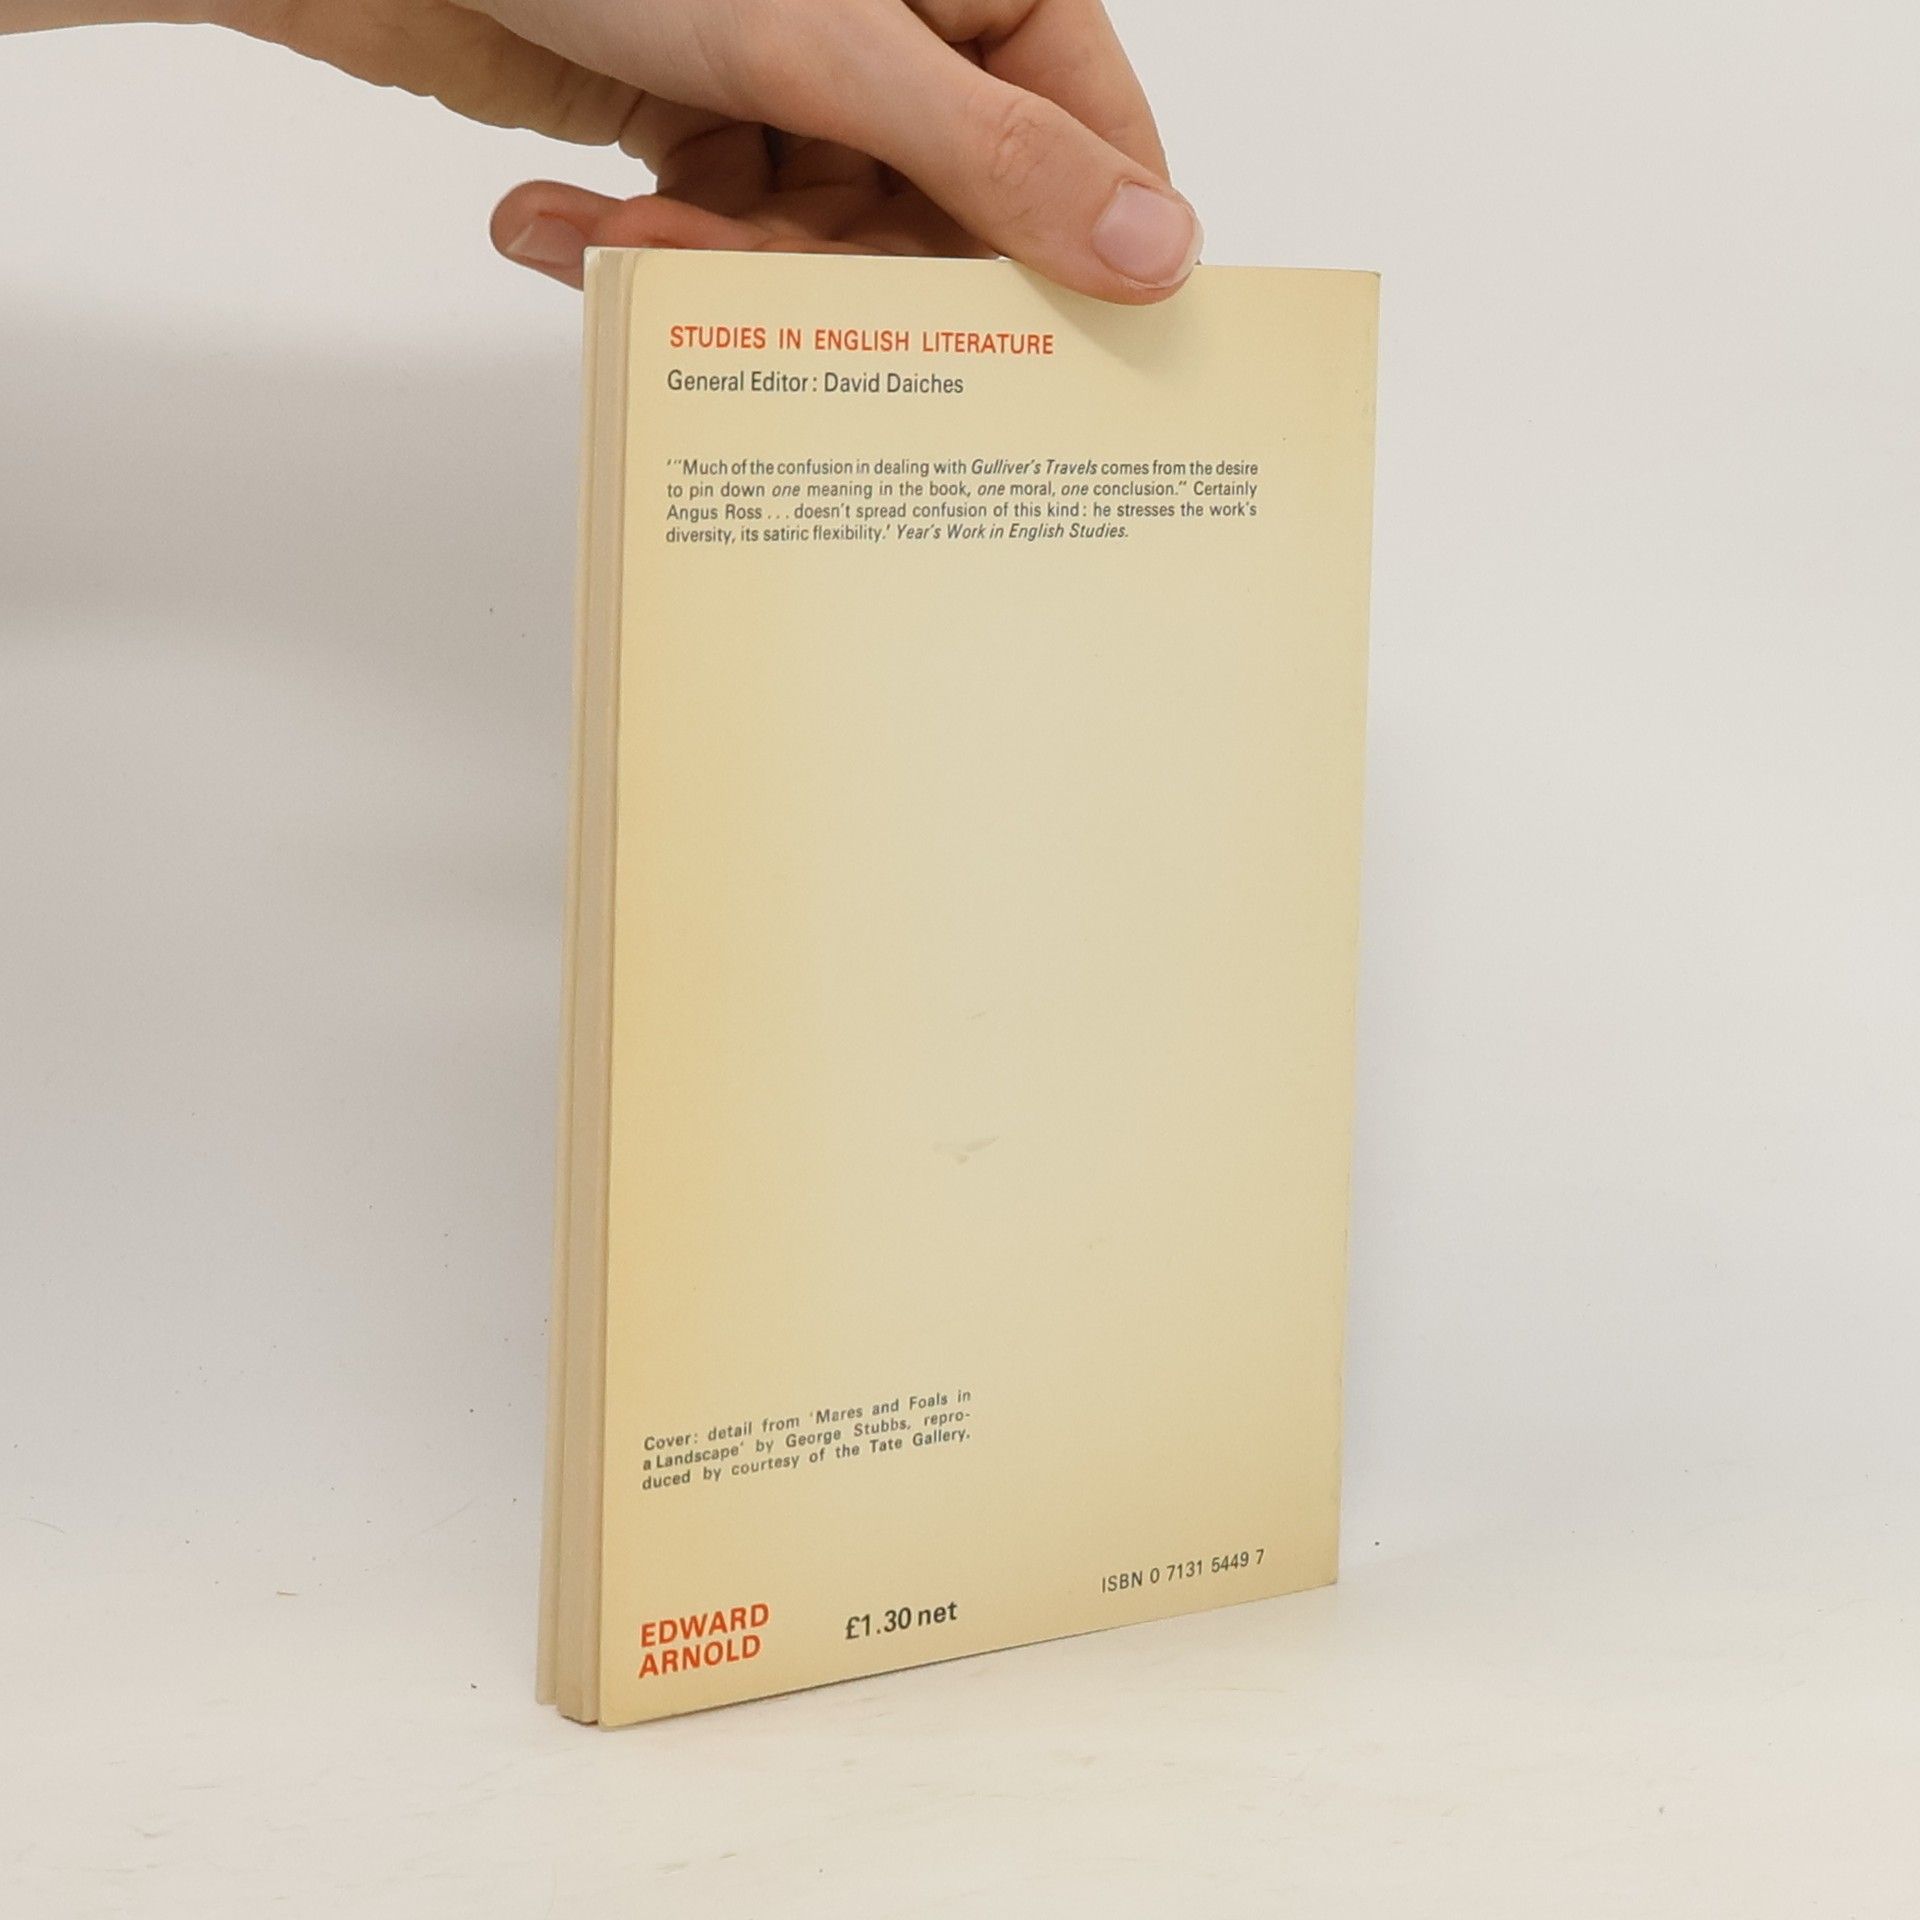 STUDIES IN ENGLISH LITERATURE
General Editor: David Daiches
'"Much of the confusion in dealing with Gulliver's Travels comes from the desire
to pin down one meaning in the book, one moral, one conclusion." Certainly
Angus Ross ... doesn't spread confusion of this kind: he stresses the work's
diversity, its satiric flexibility.' Year's Work in English Studies.
Cover: detail from 'Mares and Foals in
a Landscape' by George Stubbs, repro-
duced by courtesy of the Tate Gallery.
ISBN 0 7131 5449 7
EDWARD
ARNOLD
£1.30 net